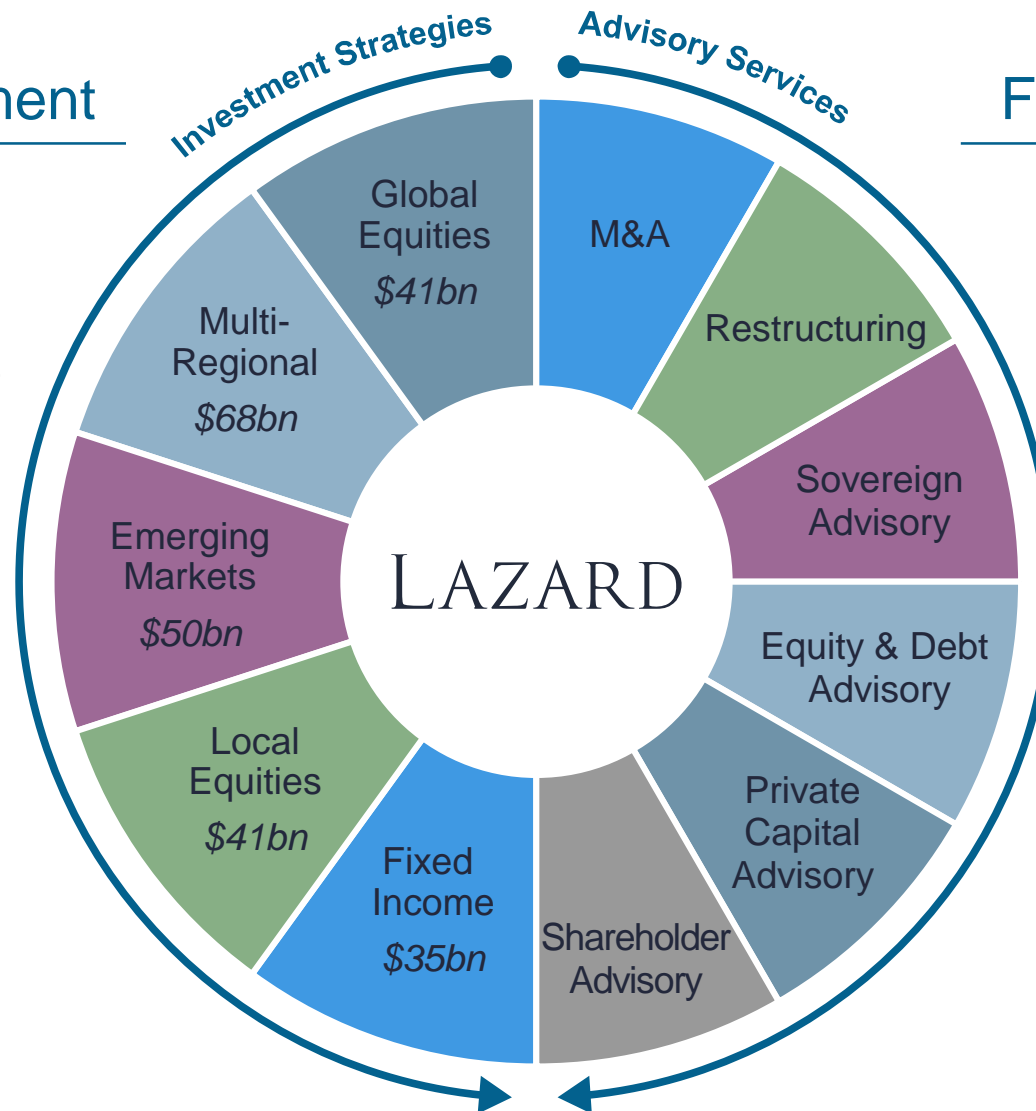 Investment Strategies
Advisory Services
Global
Equities
$41bn
Multi-
Regional
$68bn
Emerging
Markets
$50bn
Local
Equities
$41bn
Fixed
Income
$35bn
LAZARD
M&A
Restructuring
Sovereign
Advisory
Equity & Debt
Advisory
Private
Capital
Advisory
Shareholder
Advisory